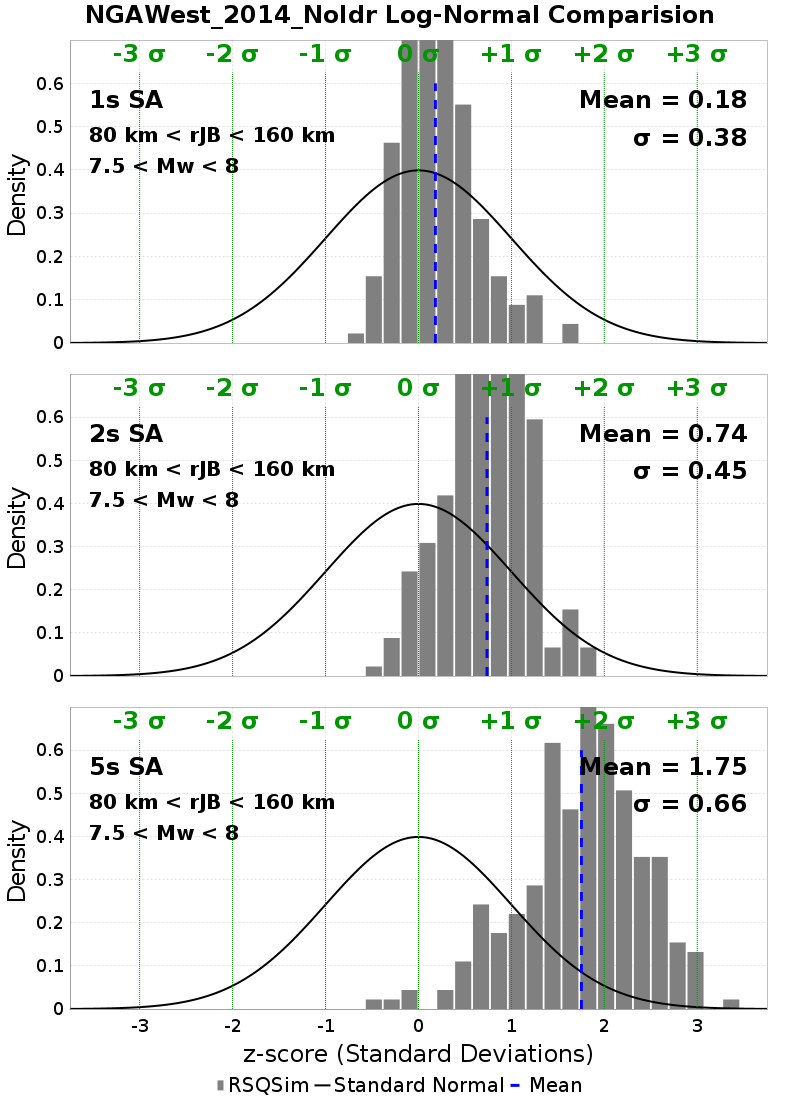 NGAWest_2014_NoIdr Log-Normal Comparision
-3 σ -2 σ -1 σ 0 σ +1 σ +2 σ +3 σ
1s SA
Mean = 0.18
80 km < rJB < 160 km
σ = 0.38
7.5 < Mw < 8
Density
0.6
0.5
0.4
0.3
0.2
0.1
0
-3 σ -2 σ -1 σ 0 σ +1 σ +2 σ +3 σ
2s SA
Mean = 0.74
80 km < rJB < 160 km
σ = 0.45
7.5 < Mw < 8
Density
0.6
0.5
0.4
0.3
0.2
0.1
0
-3 σ -2 σ -1 σ 0 σ +1 σ +2 σ +3 σ
5s SA
Mean = 1.75
80 km < rJB < 160 km
σ = 0.66
7.5 < Mw < 8
Density
0.6
0.5
0.4
0.3
0.2
0.1
0
-3 -2 -1 0 1 2 3
z-score (Standard Deviations)
RSQSim Standard Normal Mean